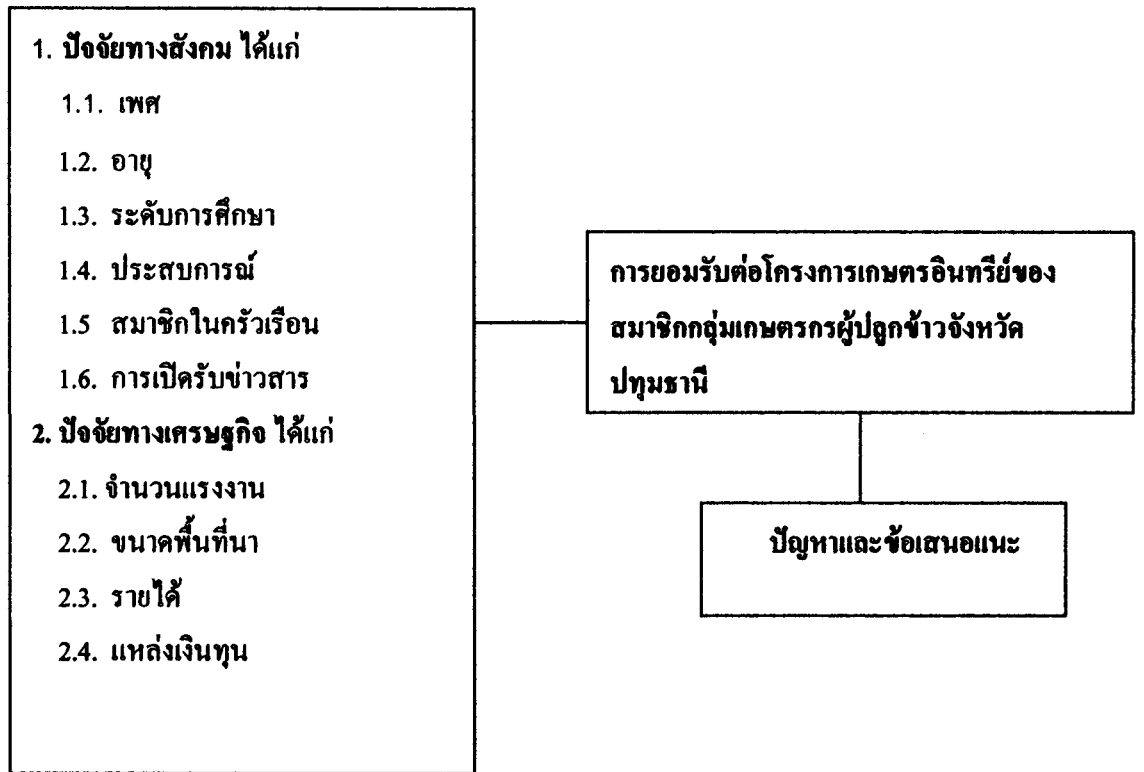 1. ปัจจัยทางสังคม ได้แก่
1.1. เพศ
1.2. อายุ
1.3. ระดับการศึกษา
1.4. ประสบการณ์
1.5 สมาชิกในครัวเรือน
1.6. การเปิดรับข่าวสาร
2. ปัจจัยทางเศรษฐกิจ ได้แก่
2.1. จำนวนแรงงาน
2.2. ขนาดพื้นที่นา
2.3. รายได้
2.4. แหล่งเงินทุน
การยอมรับต่อโครงการเกษตรอินทรีย์ของ
สมาชิกกลุ่มเกษตรกรผู้ปลูกข้าวจังหวัด
ปทุมธานี
ปัญหาและข้อเสนอแนะ